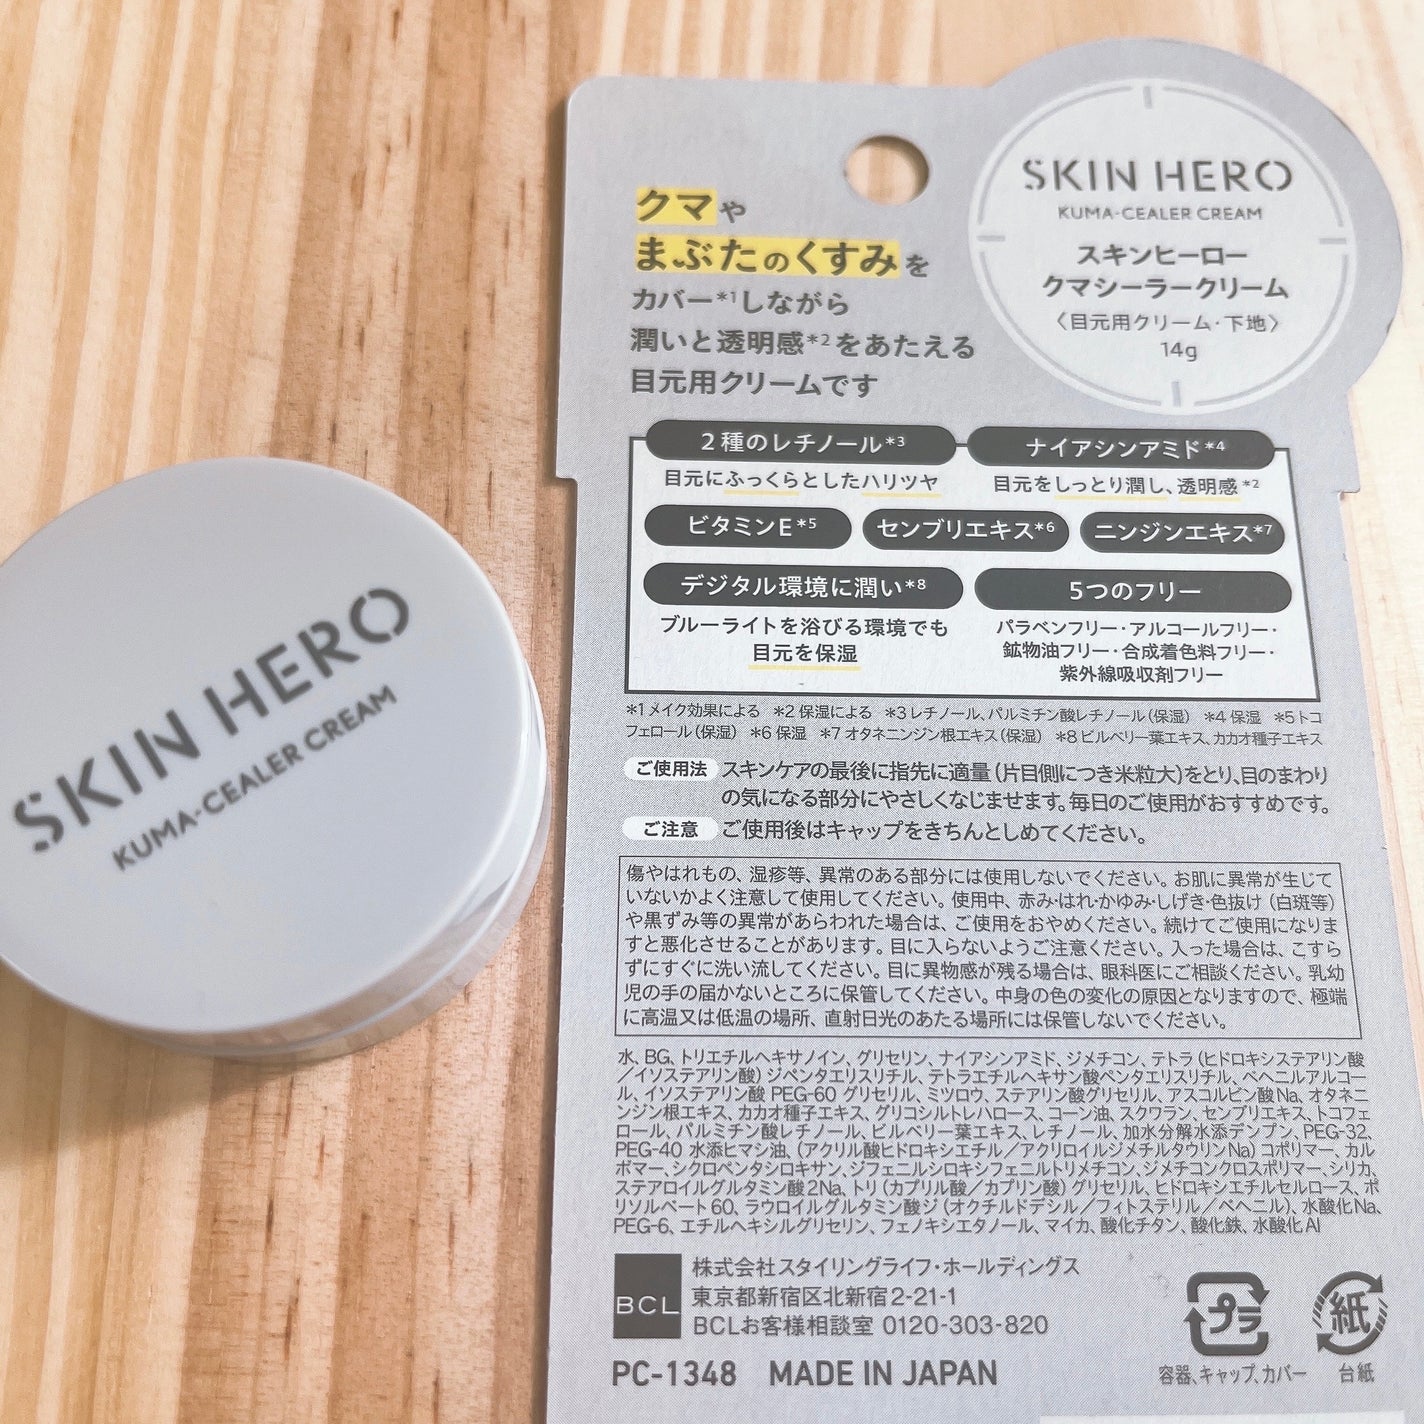 SKIN HERO
KUMA-CEALER CREAM
SKIN HERO
KUMA-CEALER CREAM
スキンヒーロー
クマシーラークリーム
〈目元用クリーム・下地〉
14g
クマや
まぶたのくすみを
カバー*1しながら
潤いと透明感*2をあたえる
目元用クリームです
2種のレチノール*3
目元にふっくらとしたハリツヤ
ナイアシンアミド*4
目元をしっとり潤し、透明感*2
ビタミンE*5 センブリエキス*6 ニンジンエキス*7
デジタル環境に潤い*8
ブルーライトを浴びる環境でも
目元を保湿
5つのフリー
パラベンフリー・アルコールフリー・
鉱物油フリー・合成着色料フリー・
紫外線吸収剤フリー
*1メイク効果による *2保湿による *3レチノール、パルミチン酸レチノール(保湿) *4保湿 *5トコ
フェロール(保湿) *6保湿 *7オタネニンジン根エキス(保湿) *8ビルベリー葉エキス、カカオ種子エキス
ご使用法 スキンケアの最後に指先に適量(片目側につき米粒大)をとり、目のまわり
の気になる部分にやさしくなじませます。毎日のご使用がおすすめです。
ご注意 ご使用後はキャップをきちんとしめてください。
傷やはれもの、湿疹等、異常のある部分には使用しないでください。お肌に異常が生じて
いないかよく注意して使用してください。使用中、赤み・はれ・かゆみ・しげき・色抜け(白斑等)
や黒ずみ等の異常があらわれた場合は、ご使用をおやめください。続けてご使用になりま
すと悪化させることがあります。目に入らないようご注意ください。入った場合は、こすら
ずにすぐに洗い流してください。目に異物感が残る場合は、眼科医にご相談ください。乳幼
児の手の届かないところに保管してください。中身の色の変化の原因となりますので、極端
に高温又は低温の場所、直射日光のあたる場所には保管しないでください。
水、BG、トリエチルヘキサノイン、グリセリン、ナイアシンアミド、ジメチコン、テトラ(ヒドロキシステアリン酸
/イソステアリン酸)ジペンタエリスリチル、テトラエチルヘキサン酸ペンタエリスリチル、ベヘニルアルコー
ル、イソステアリン酸PEG-60グリセリル、ミツロウ、ステアリン酸グリセリル、アスコルビン酸Na、オタネニ
ンジン根エキス、カカオ種子エキス、グリコシルトレハロース、コーン油、スクワラン、センブリエキス、トコフェ
ロール、パルミチン酸レチノール、ビルベリー葉エキス、レチノール、加水分解水添デンプン、PEG-32、
PEG-40水添ヒマシ油、(アクリル酸ヒドロキシエチル/アクリロイルジメチルタウリンNa)コポリマー、カル
ボマー、シクロペンタシロキサン、ジフェニルシロキシフェニルトリメチコン、ジメチコンクロスポリマー、シリカ、
ステアロイルグルタミン酸2Na、トリ(カプリル酸/カプリン酸)グリセリル、ヒドロキシエチルセルロース、ポ
リソルベート60、ラウロイルグルタミン酸ジ(オクチルドデシル/フィトステリル/ベヘニル)、水酸化Na、
PEG-6、エチルヘキシルグリセリン、フェノキシエタノール、マイカ、酸化チタン、酸化鉄、水酸化Al
BCL
株式会社スタイリングライフ・ホールディングス
東京都新宿区北新宿2-21-1
BCLお客様相談室 0120-303-820
PC-1348 MADE IN JAPAN
プラ
容器、キャップ、カバー
紙
台紙